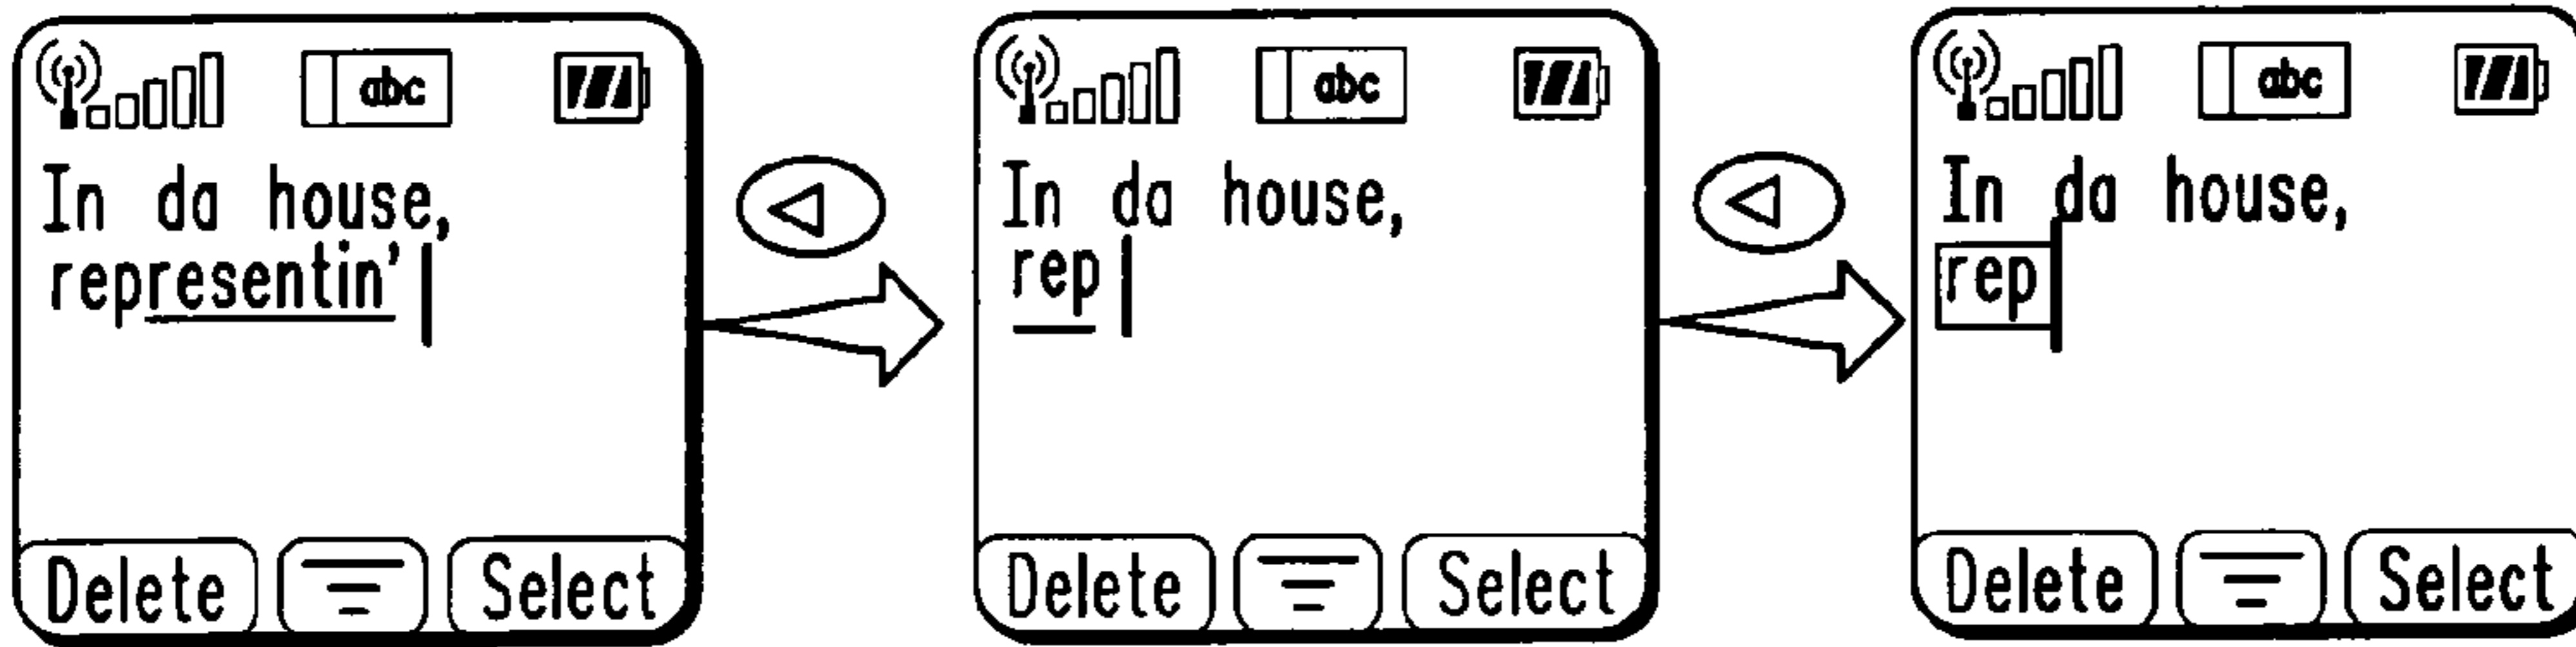 abc
In da house,
representin'
Delete Select
abc
In da house,
rep
Delete Select
abc
In da house,
rep
Delete Select